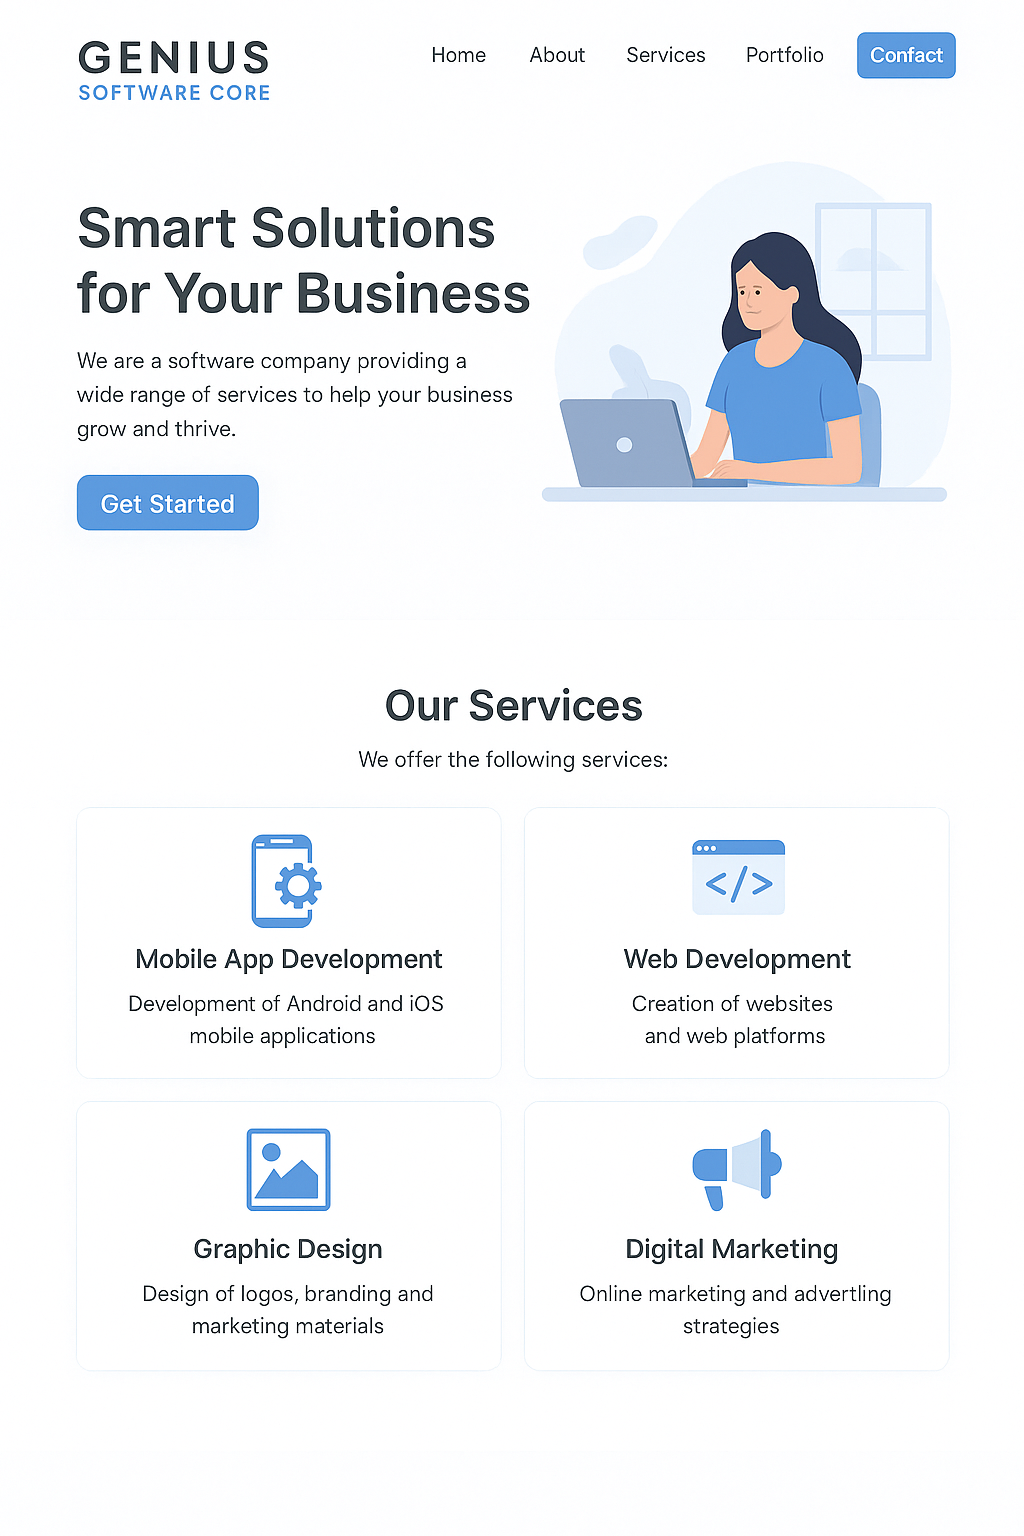 GENIUS
SOFTWARE CORE
Home About Services Portfolio Confact
Smart Solutions
for Your Business
We are a software company providing a
wide range of services to help your business
grow and thrive.
Get Started
Our Services
We offer the following services:
Mobile App Development
Development of Android and iOS
mobile applications
</>
Web Development
Creation of websites
and web platforms
Graphic Design
Design of logos, branding and
marketing materials
Digital Marketing
Online marketing and advertling
strategies